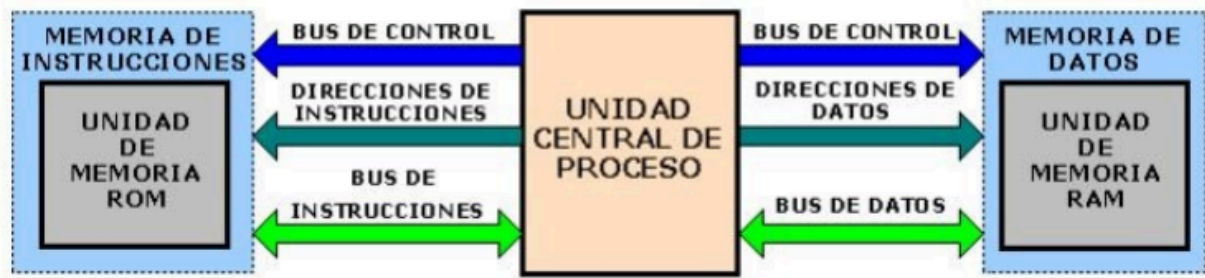 MEMORIA DE
INSTRUCCIONES
UNIDAD
DE
MEMORIA
ROM
BUS DE CONTROL
DIRECCIONES DE
INSTRUCCIONES
BUS DE
INSTRUCCIONES
UNIDAD
CENTRAL DE
PROCESO
BUS DE CONTROL
DIRECCIONES DE
DATOS
BUS DE DATOS
MEMORIA DE
DATOS
UNIDAD
DE
MEMORIA
RAM